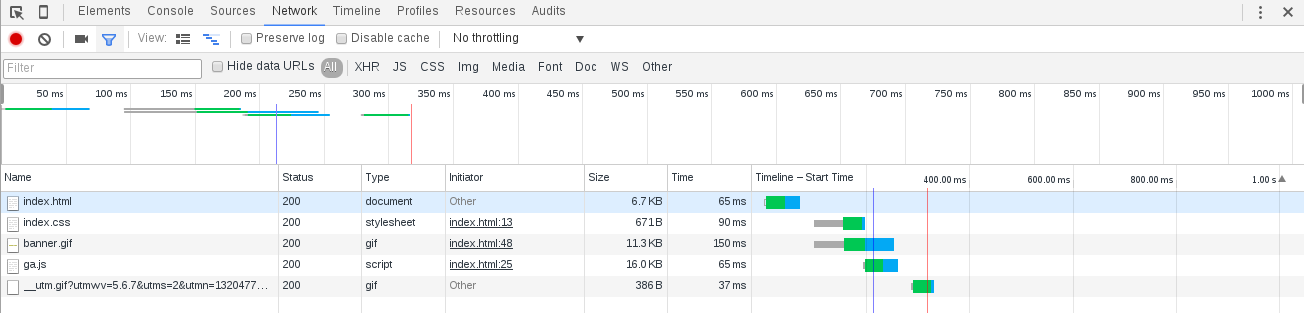 Elements Console Sources Network Timeline Profiles Resources Audits
View: Preserve log Disable cache No throttling
Filter Hide data URLs All XHR JS CSS Img Media Font Doc WS Other
50 ms 100 ms 150 ms 200 ms 250 ms 300 ms 350 ms 400 ms 450 ms 500 ms 550 ms 600 ms 650 ms 700 ms 750 ms 800 ms 850 ms 900 ms 950 ms 1000 ms
Name Status Type Initiator Size Time Timeline – Start Time 400.00 ms 600.00 ms 800.00 ms 1.00 s
index.html 200 document Other 6.7 KB 65 ms
index.css 200 stylesheet index.html:13 671 B 90 ms
banner.gif 200 gif index.html:48 11.3 KB 150 ms
ga.js 200 script index.html:25 16.0 KB 65 ms
__utm.gif?utmwv=5.6.7&utms=2&utmn=1320477... 200 gif Other 386 B 37 ms